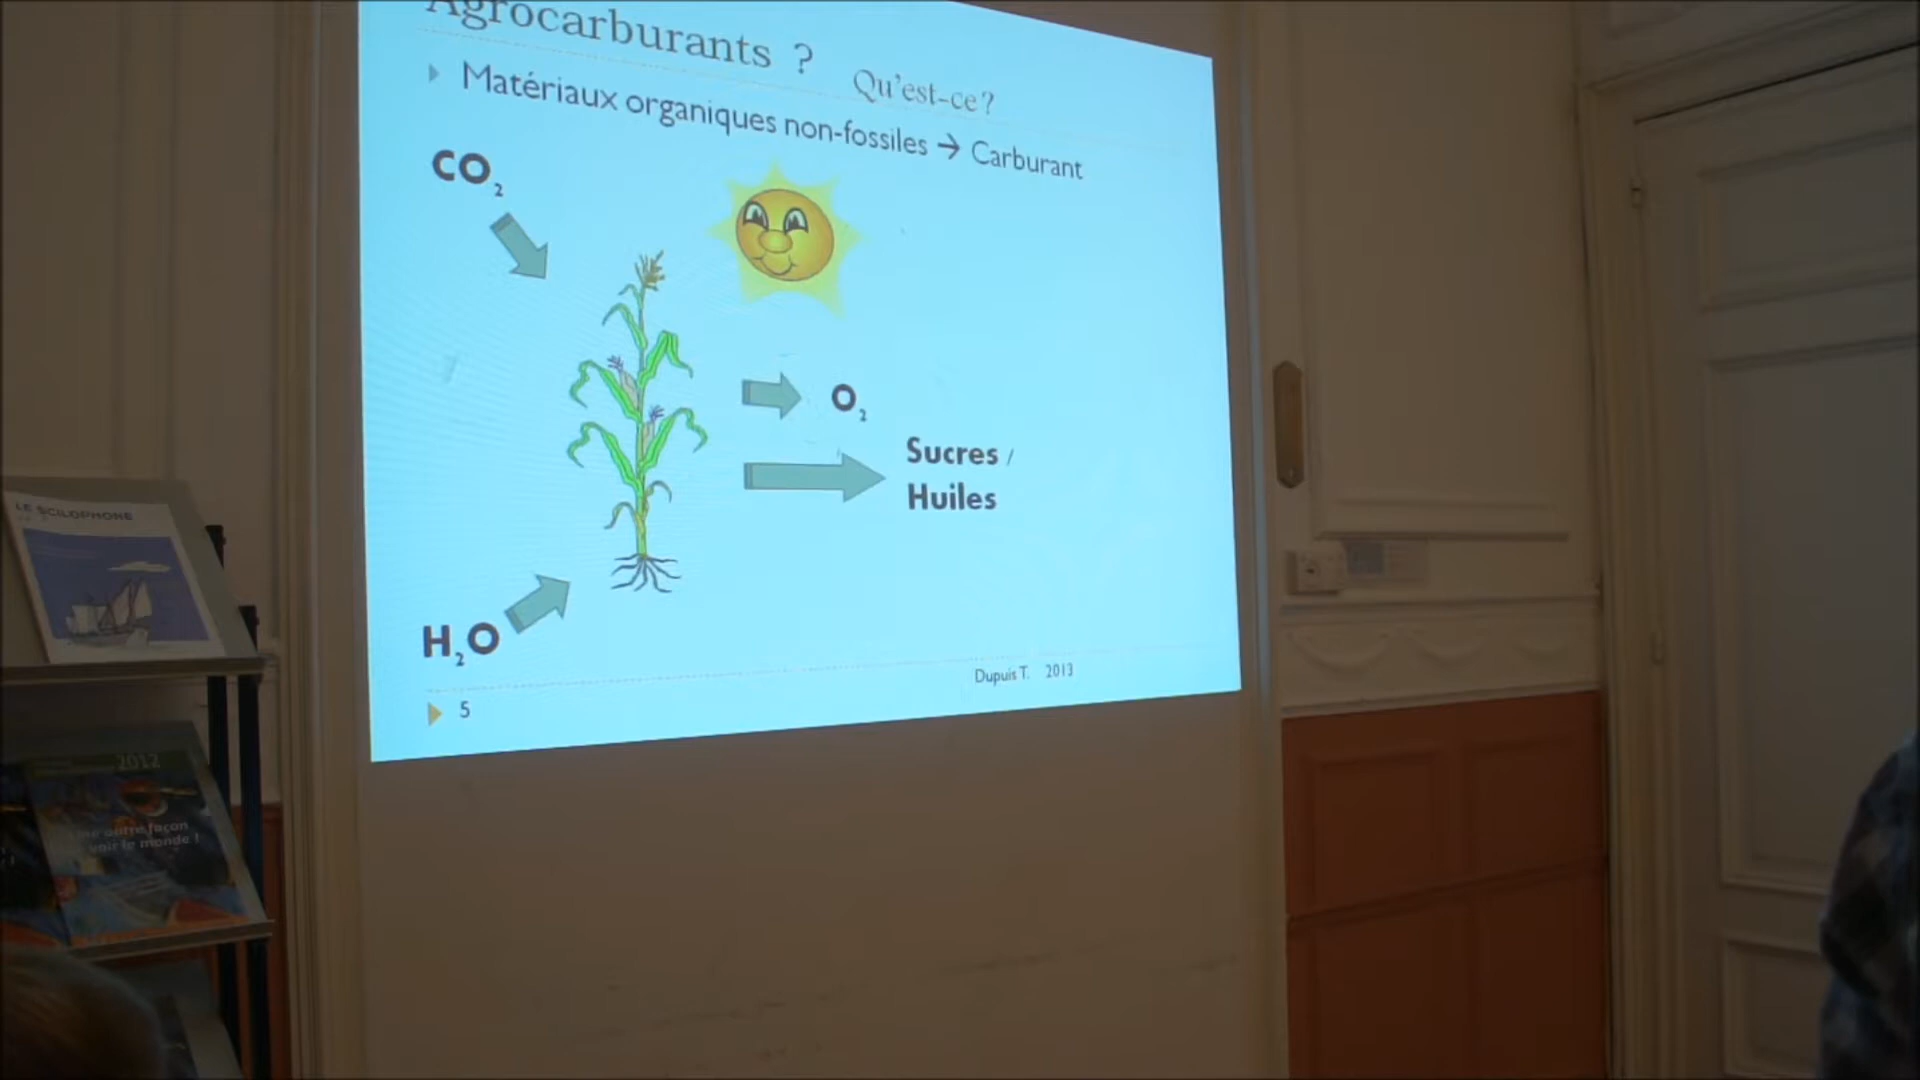 Agrocarburants ?
Qu'est-ce?
Matériaux organiques non-fossiles → Carburant
CO₂
O₂
Sucres /
Huiles
H₂O
Dupuis T. 2013
5
LE SCILOPHONE
2012
Une autre façon
voir le monde !